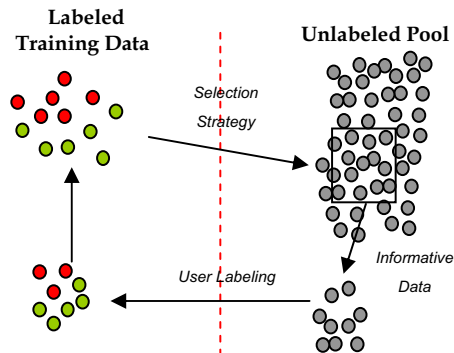 Labeled
Training Data
Unlabeled Pool
Selection
Strategy
User Labeling
Informative
Data